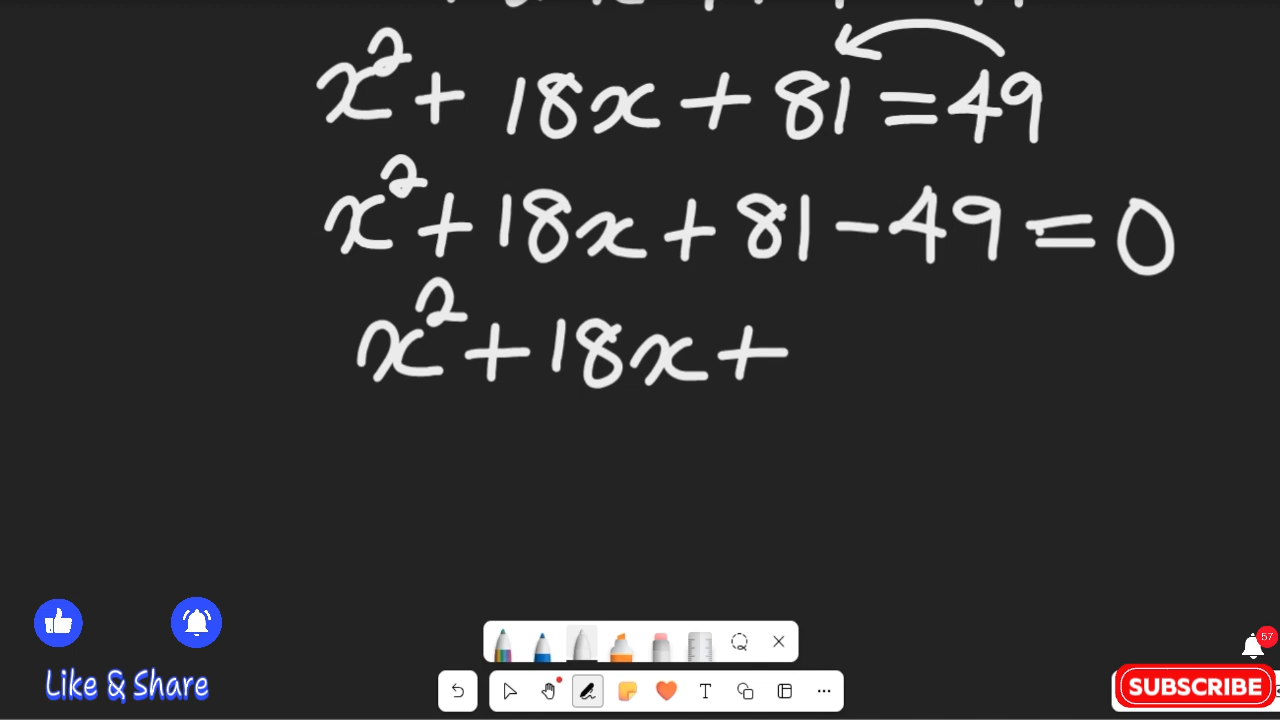 x² + 18x + 81 = 49
x² + 18x + 81 - 49 = 0
x² + 18x +
Like & Share
T
57
SUBSCRIBE